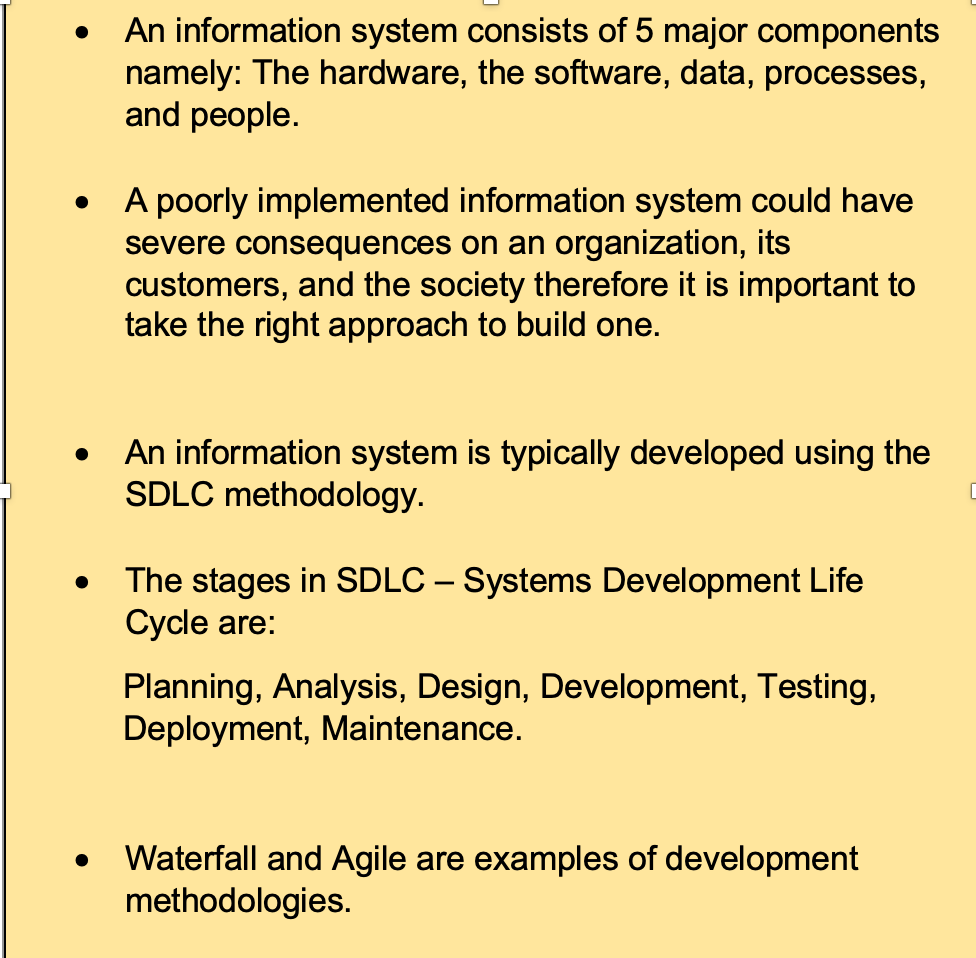 • An information system consists of 5 major components
namely: The hardware, the software, data, processes,
and people.
• A poorly implemented information system could have
severe consequences on an organization, its
customers, and the society therefore it is important to
take the right approach to build one.
• An information system is typically developed using the
SDLC methodology.
• The stages in SDLC – Systems Development Life
Cycle are:
Planning, Analysis, Design, Development, Testing,
Deployment, Maintenance.
• Waterfall and Agile are examples of development
methodologies.